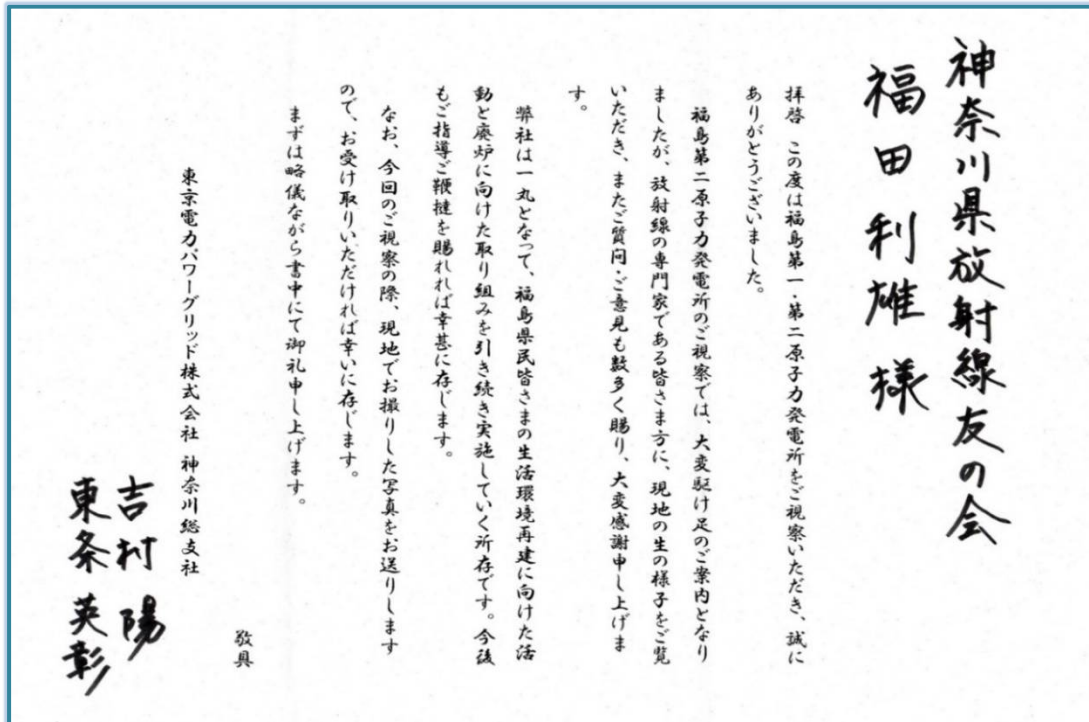 神奈川県放射線友の会
福田利雄 様
拝啓 この度は福島第一・第二原子力発電所をご視察いただき、誠に
ありがとうございました。
福島第二原子力発電所のご視察では、大変駆け足のご案内となり
ましたが、放射線の専門家である皆さま方に、現地の生の様子をご覧
いただき、またご質問・ご意見も数多く賜り、大変感謝申し上げま
す。
弊社は一丸となって、福島県民皆さまの生活環境再建に向けた活
動と廃炉に向けた取り組みを引き続き実施していく所存です。今後
もご指導ご鞭撻を賜れれば幸甚に存じます。
なお、今回のご視察の際、現地でお撮りした写真をお送りします
ので、お受け取りいただければ幸いに存じます。
まずは略儀ながら書中にて御礼申し上げます。
敬具
東京電力パワーグリッド株式会社 神奈川総支社
吉村 陽
東条 英彰